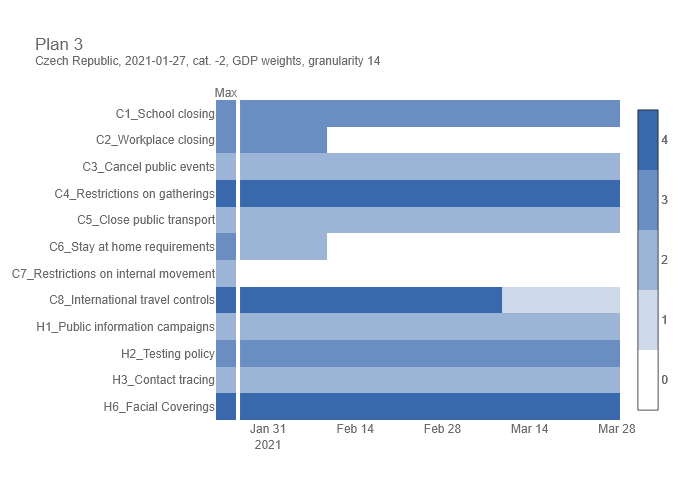 Plan 3
Czech Republic, 2021-01-27, cat. -2, GDP weights, granularity 14
Max
C1_School closing
C2_Workplace closing
C3_Cancel public events
C4_Restrictions on gatherings
C5_Close public transport
C6_Stay at home requirements
C7_Restrictions on internal movement
C8_International travel controls
H1_Public information campaigns
H2_Testing policy
H3_Contact tracing
H6_Facial Coverings
4
3
2
1
0
Jan 31 Feb 14 Feb 28 Mar 14 Mar 28
2021